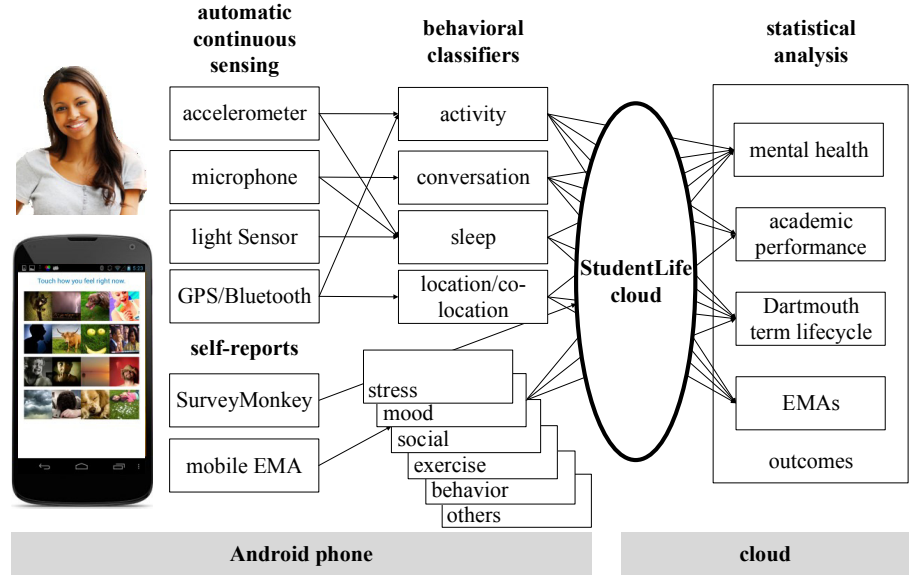 automatic
continuous
sensing
behavioral
classifiers
statistical
analysis
accelerometer
activity
mental health
microphone
conversation
academic
performance
light Sensor
sleep
StudentLife
cloud
GPS/Bluetooth
location/co-
location
Dartmouth
term lifecycle
self-reports
SurveyMonkey
stress
mood
social
exercise
behavior
others
EMAs
mobile EMA
outcomes
Touch how you feel right now.
Android phone
cloud